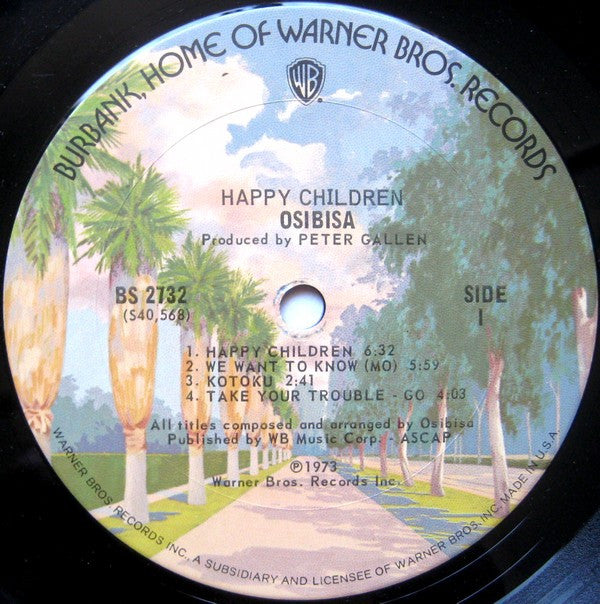 BURBANK, HOME OF WARNER BROS. RECORDS
WB
HAPPY CHILDREN
OSIBISA
Produced by PETER GALLEN
BS 2732
(S40,568)
SIDE
1
1. HAPPY CHILDREN 6:32
2. WE WANT TO KNOW (MO) 5:59
3. KOTOKU 2:41
4. TAKE YOUR TROUBLE - GO 4:03
All titles composed and arranged by Osibisa
Published by WB Music Corp. - ASCAP
℗1973
Warner Bros. Records Inc.
WARNER BROS. RECORDS INC., A SUBSIDIARY AND LICENSEE OF WARNER BROS. INC. MADE IN U.S.A.